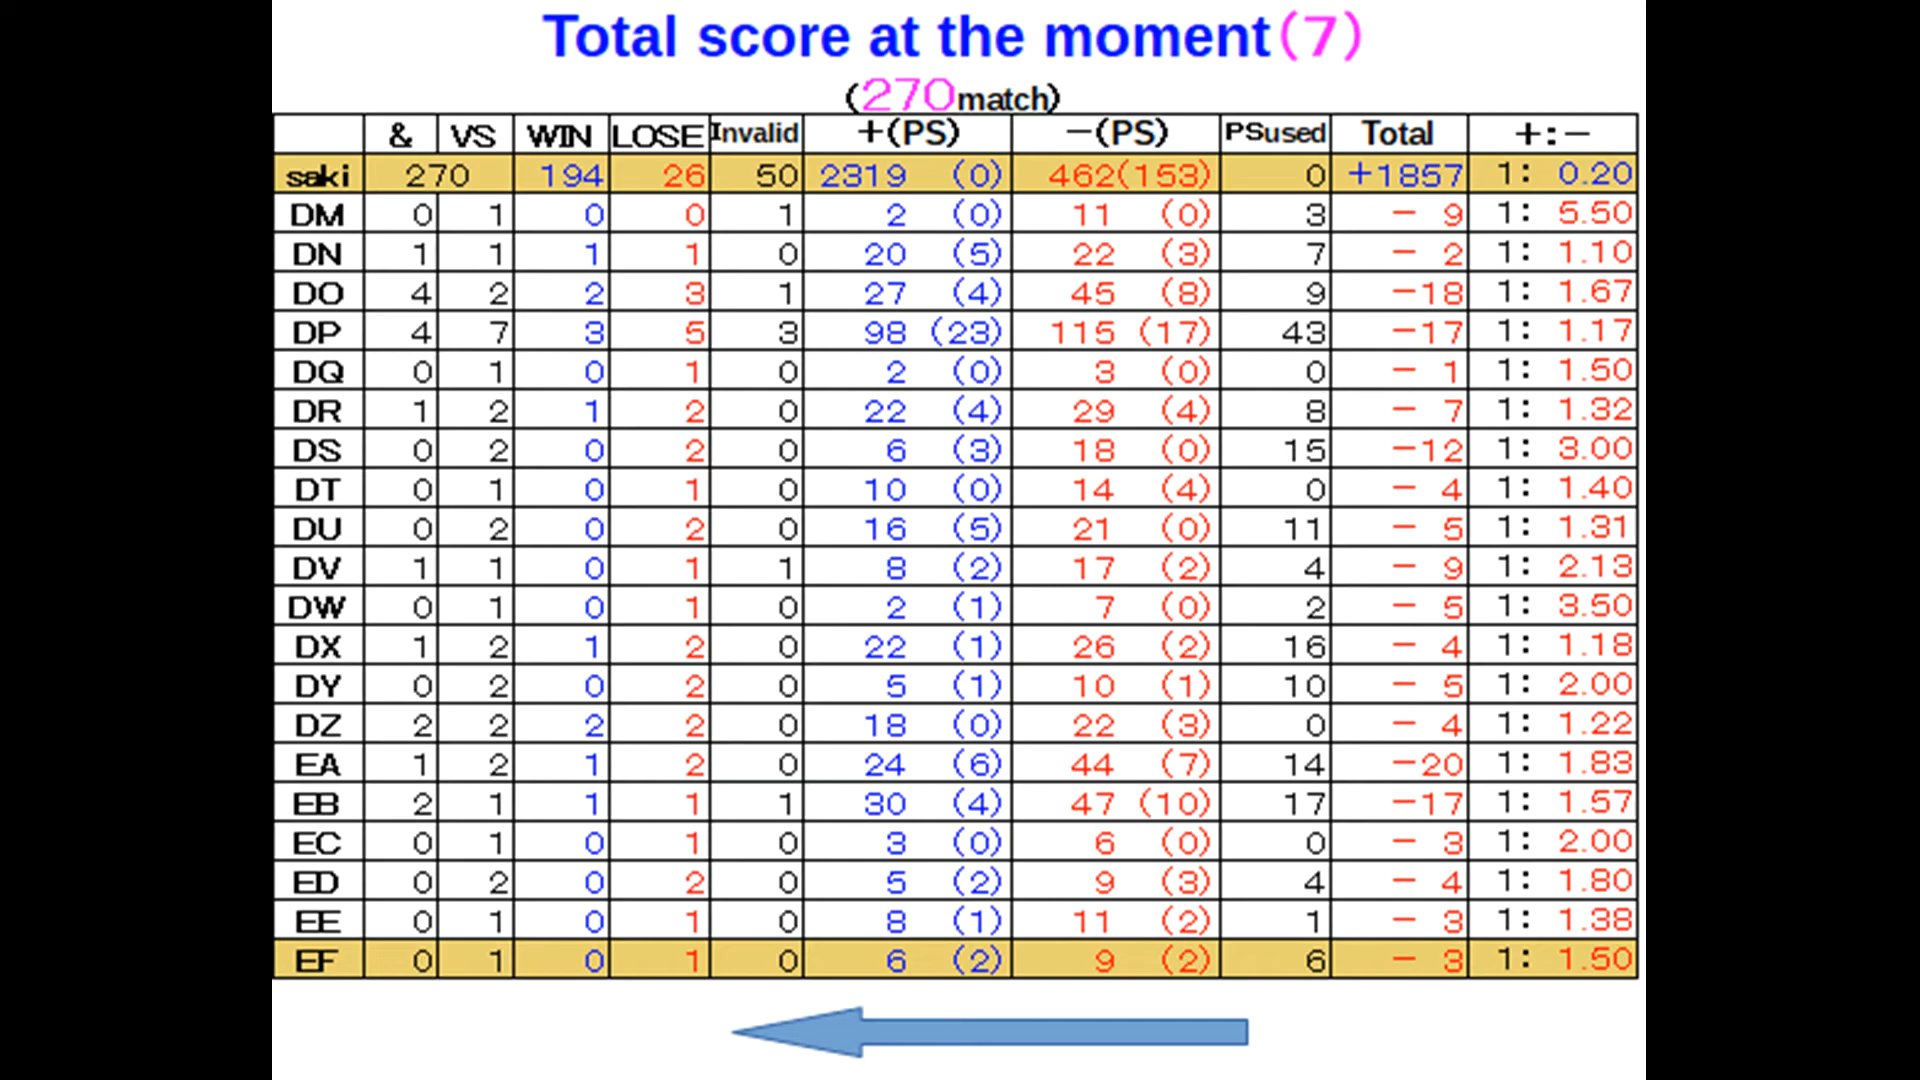 Total score at the moment(7)
(270match)
& VS WIN LOSE Invalid +(PS) −(PS) PSused Total +:−
saki 270 194 26 50 2319 (0) 462(153) 0 +1857 1: 0.20
DM 0 1 0 0 1 2 (0) 11 (0) 3 − 9 1: 5.50
DN 1 1 1 1 0 20 (5) 22 (3) 7 − 2 1: 1.10
DO 4 2 2 3 1 27 (4) 45 (8) 9 −18 1: 1.67
DP 4 7 3 5 3 98 (23) 115 (17) 43 −17 1: 1.17
DQ 0 1 0 1 0 2 (0) 3 (0) 0 − 1 1: 1.50
DR 1 2 1 2 0 22 (4) 29 (4) 8 − 7 1: 1.32
DS 0 2 0 2 0 6 (3) 18 (0) 15 −12 1: 3.00
DT 0 1 0 1 0 10 (0) 14 (4) 0 − 4 1: 1.40
DU 0 2 0 2 0 16 (5) 21 (0) 11 − 5 1: 1.31
DV 1 1 0 1 1 8 (2) 17 (2) 4 − 9 1: 2.13
DW 0 1 0 1 0 2 (1) 7 (0) 2 − 5 1: 3.50
DX 1 2 1 2 0 22 (1) 26 (2) 16 − 4 1: 1.18
DY 0 2 0 2 0 5 (1) 10 (1) 10 − 5 1: 2.00
DZ 2 2 2 2 0 18 (0) 22 (3) 0 − 4 1: 1.22
EA 1 2 1 2 0 24 (6) 44 (7) 14 −20 1: 1.83
EB 2 1 1 1 1 30 (4) 47 (10) 17 −17 1: 1.57
EC 0 1 0 1 0 3 (0) 6 (0) 0 − 3 1: 2.00
ED 0 2 0 2 0 5 (2) 9 (3) 4 − 4 1: 1.80
EE 0 1 0 1 0 8 (1) 11 (2) 1 − 3 1: 1.38
EF 0 1 0 1 0 6 (2) 9 (2) 6 − 3 1: 1.50